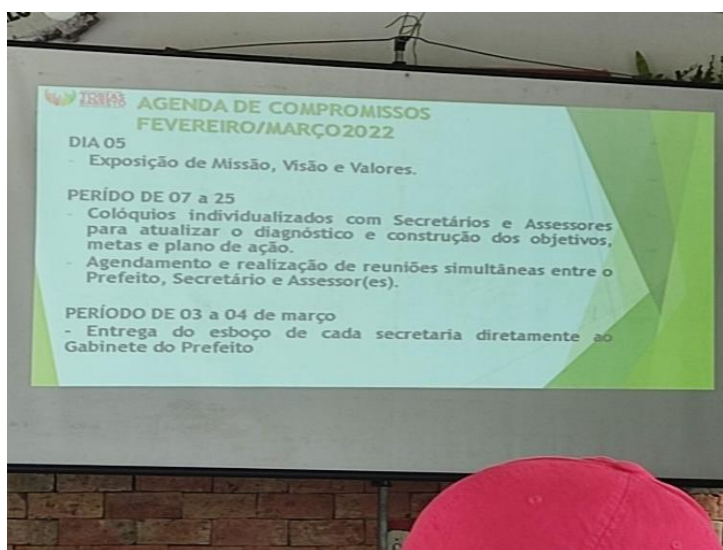 TOBIAS
BARRETO
AGENDA DE COMPROMISSOS
FEVEREIRO/MARÇO2022
DIA 05
- Exposição de Missão, Visão e Valores.
PERÍDO DE 07 a 25
- Colóquios individualizados com Secretários e Assessores
para atualizar o diagnóstico e construção dos objetivos,
metas e plano de ação.
- Agendamento e realização de reuniões simultâneas entre o
Prefeito, Secretário e Assessor(es).
PERÍODO DE 03 a 04 de março
- Entrega do esboço de cada secretaria diretamente ao
Gabinete do Prefeito